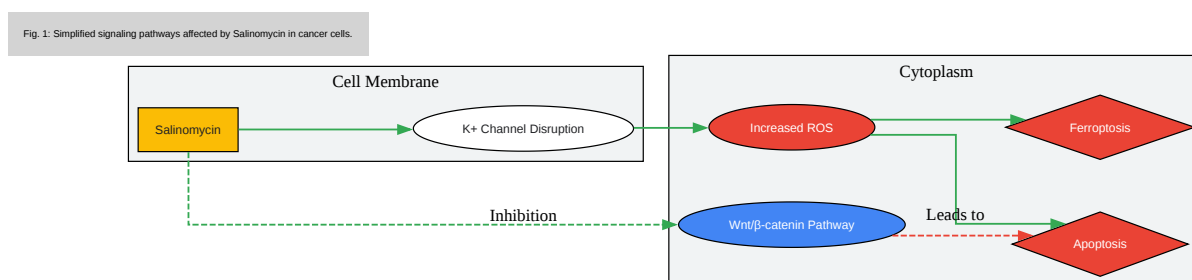 Fig. 1: Simplified signaling pathways affected by Salinomycin in cancer cells.
Cell Membrane
Cytoplasm
Salinomycin
K+ Channel Disruption
Increased ROS
Ferroptosis
Inhibition
Wnt/β-catenin Pathway
Leads to
Apoptosis